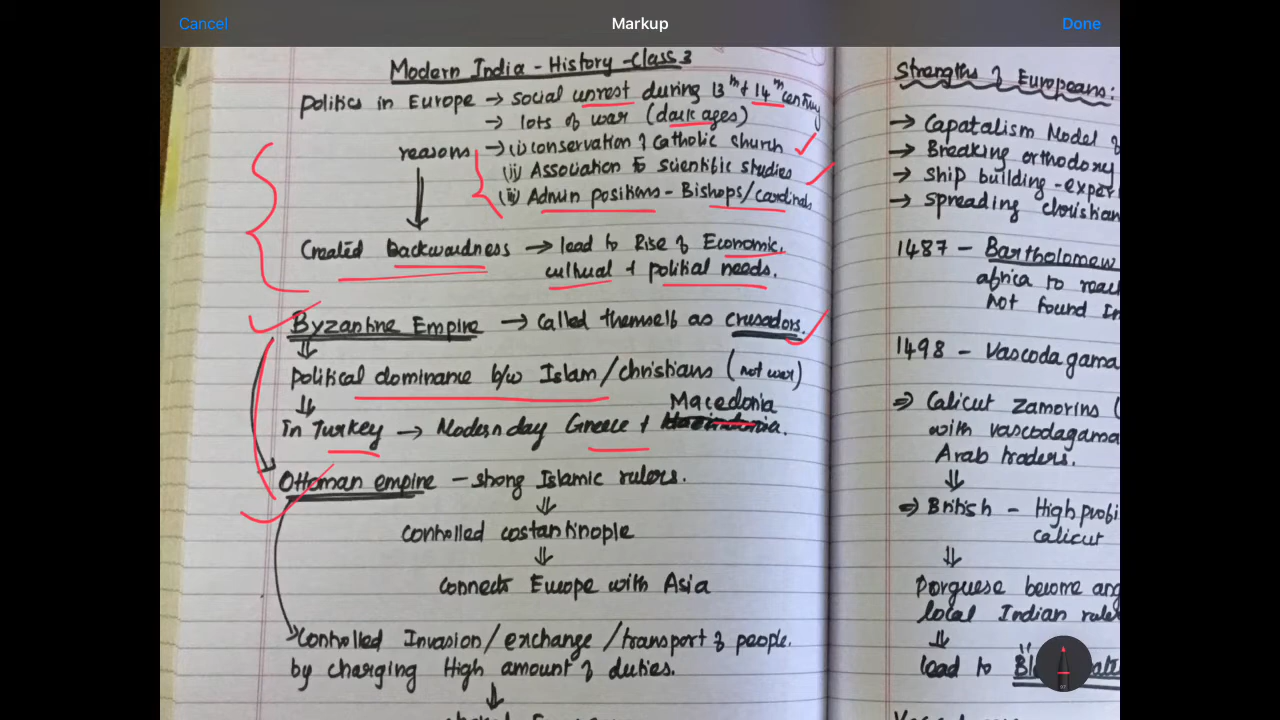 Cancel
Markup
Done
Modern India - History - Class 3
Politics in Europe → social unrest during 13th & 14th century
→ lots of war (dark ages)
reasons → (i) conservation of Catholic church
(ii) Association to scientific studies
(iii) Admin positions - Bishops/cardinals
Created backwardness → lead to Rise of Economic,
cultural + political needs.
Byzantine Empire → called themself as crusadors.
⇓
Political dominance b/w Islam/christians (not war)
⇓
Macedonia
In Turkey → Modern day Greece +
Ottoman empire - strong Islamic rulers.
⇓
controlled costantinople
⇓
connects Europe with Asia
Controlled Invasion/exchange/transport of people.
by charging High amount of duties.
Strengths of Europeans:
→ Capatalism Model of
→ Breaking orthodoxy
→ Ship building - exper
→ Spreading christian
1487 - Bartholomew
africa to reac
not found In
1498 - Vascoda gama
⇒ Calicut Zamorins (
with vascodagama
Arab traders.
⇓
⇒ British - High probi
calicut
⇓
Porguese become ang
local Indian rule
⇓
lead to